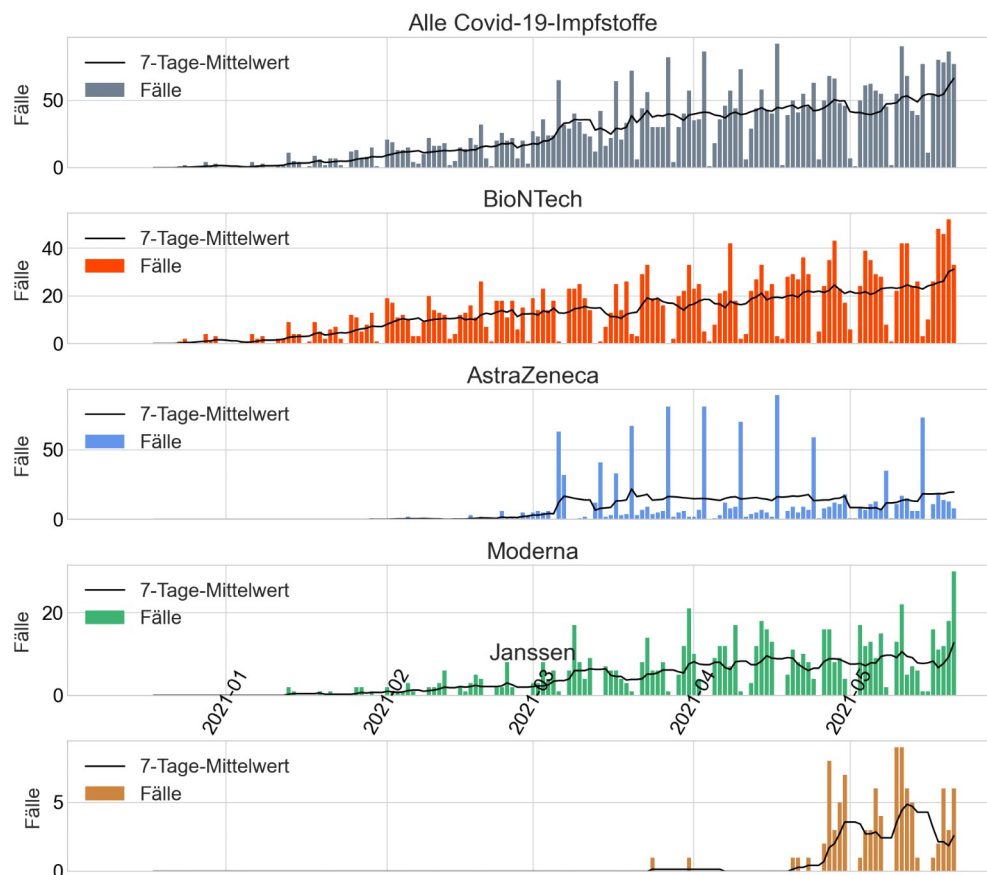 Alle Covid-19-Impfstoffe
Fälle
50
0
7-Tage-Mittelwert
Fälle
BioNTech
Fälle
40
20
0
7-Tage-Mittelwert
Fälle
AstraZeneca
Fälle
50
0
7-Tage-Mittelwert
Fälle
Moderna
Fälle
20
0
7-Tage-Mittelwert
Fälle
Janssen
2021-01
2021-02
2021-03
2021-04
2021-05
Fälle
5
0
7-Tage-Mittelwert
Fälle